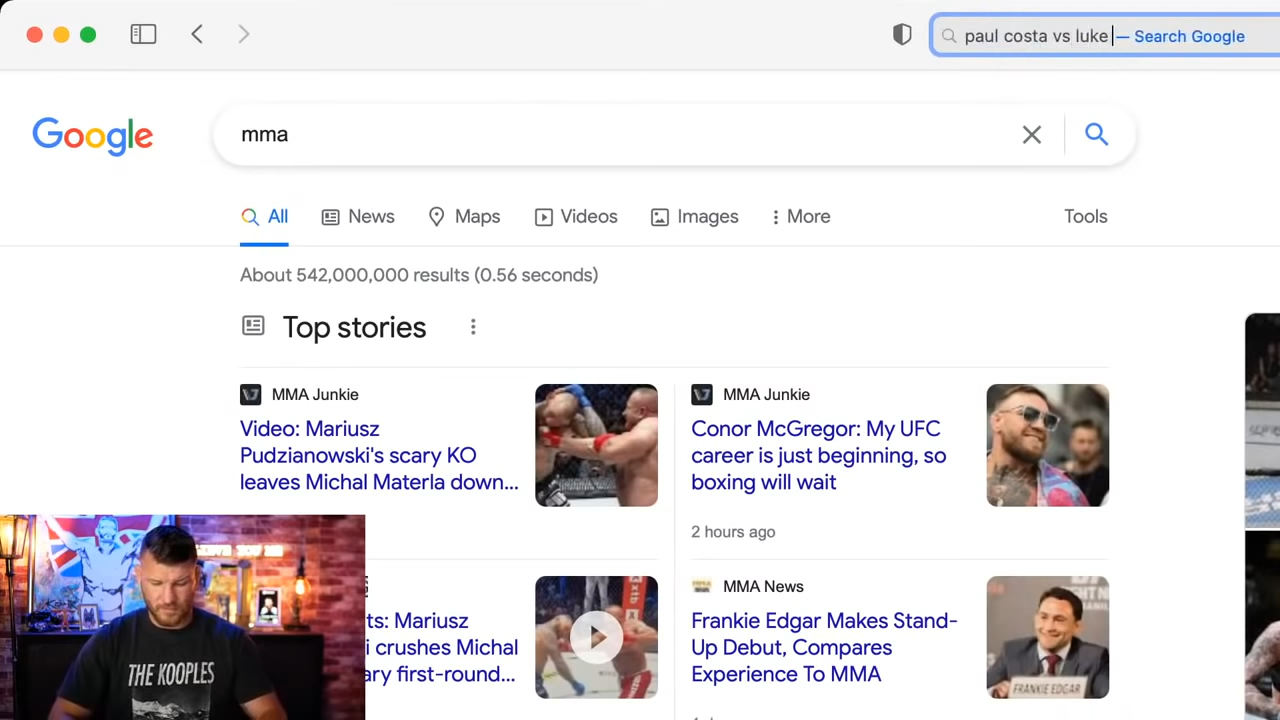 paul costa vs luke — Search Google
Google
mma
All
News
Maps
Videos
Images
More
Tools
About 542,000,000 results (0.56 seconds)
Top stories
MMA Junkie
Video: Mariusz
Pudzianowski's scary KO
leaves Michal Materla down...
MMA Junkie
Conor McGregor: My UFC
career is just beginning, so
boxing will wait
2 hours ago
ts: Mariusz
i crushes Michal
ary first-round...
MMA News
Frankie Edgar Makes Stand-
Up Debut, Compares
Experience To MMA
FRANKIE EDGAR
THE KOOPLES